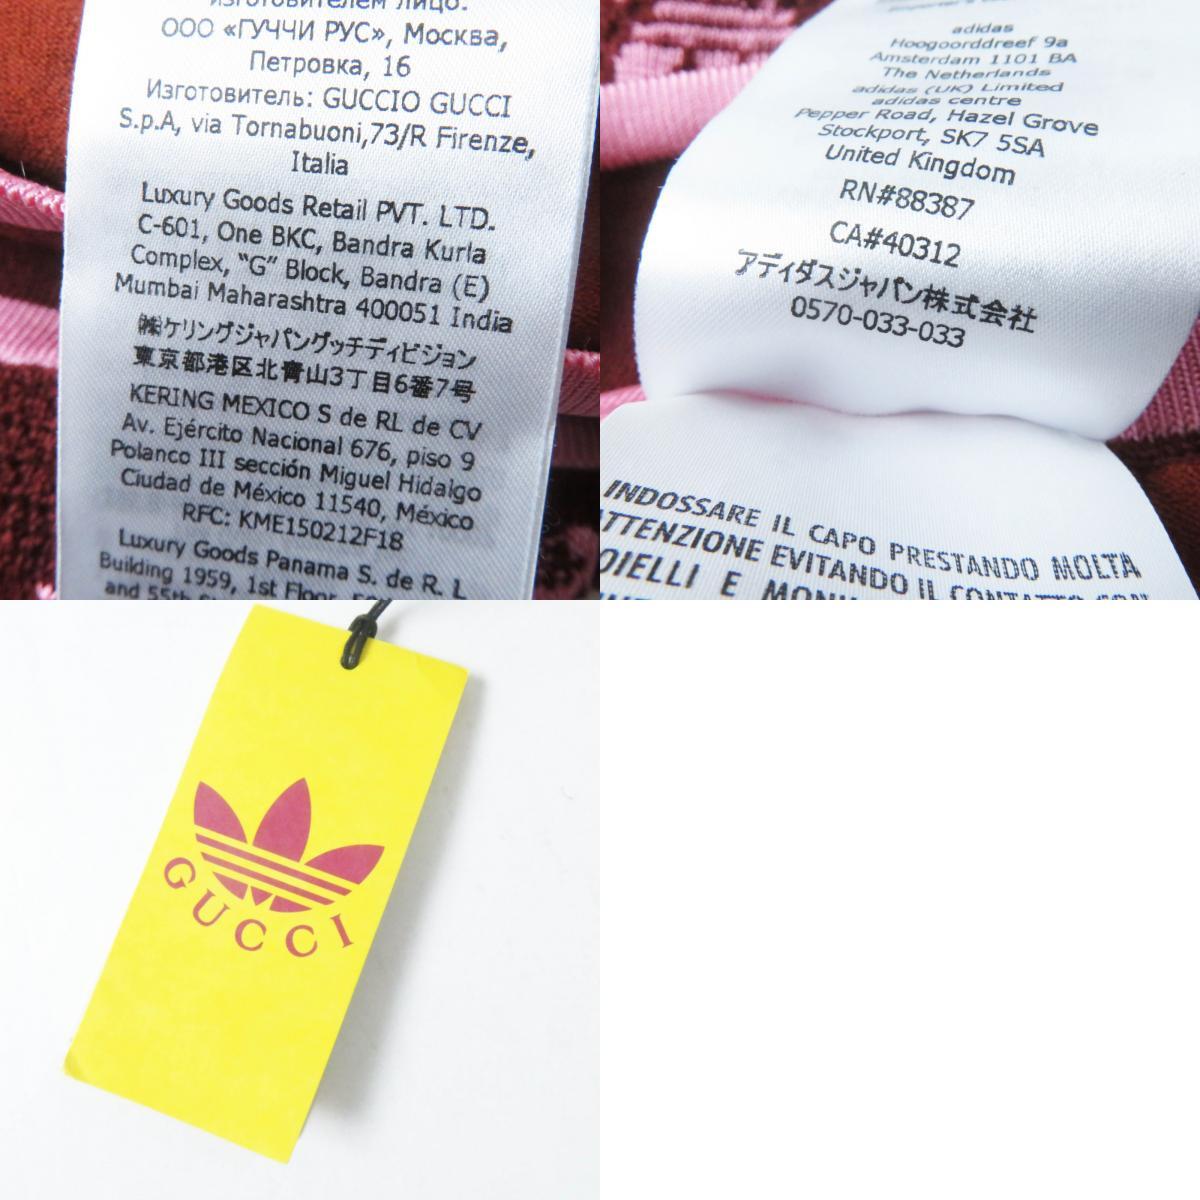 изготовителем лицо:
ООО «ГУЧЧИ РУС», Москва,
Петровка, 16
Изготовитель: GUCCIO GUCCI
S.p.A, via Tornabuoni,73/R Firenze,
Italia
Luxury Goods Retail PVT. LTD.
C-601, One BKC, Bandra Kurla
Complex, “G” Block, Bandra (E)
Mumbai Maharashtra 400051 India
㈱ケリングジャパングッチディビジョン
東京都港区北青山3丁目6番7号
KERING MEXICO S de RL de CV
Av. Ejército Nacional 676, piso 9
Polanco III sección Miguel Hidalgo
Ciudad de México 11540, México
RFC: KME150212F18
Luxury Goods Panama S. de R. L
Building 1959, 1st Floor,
and 55th
adidas
Hoogoorddreef 9a
Amsterdam 1101 BA
The Netherlands
adidas (UK) Limited
adidas centre
Pepper Road, Hazel Grove
Stockport, SK7 5SA
United Kingdom
RN#88387
CA#40312
アディダスジャパン株式会社
0570-033-033
INDOSSARE IL CAPO PRESTANDO MOLTA
ATTENZIONE EVITANDO IL CONTATTO CON
GIOIELLI E
GUCCI